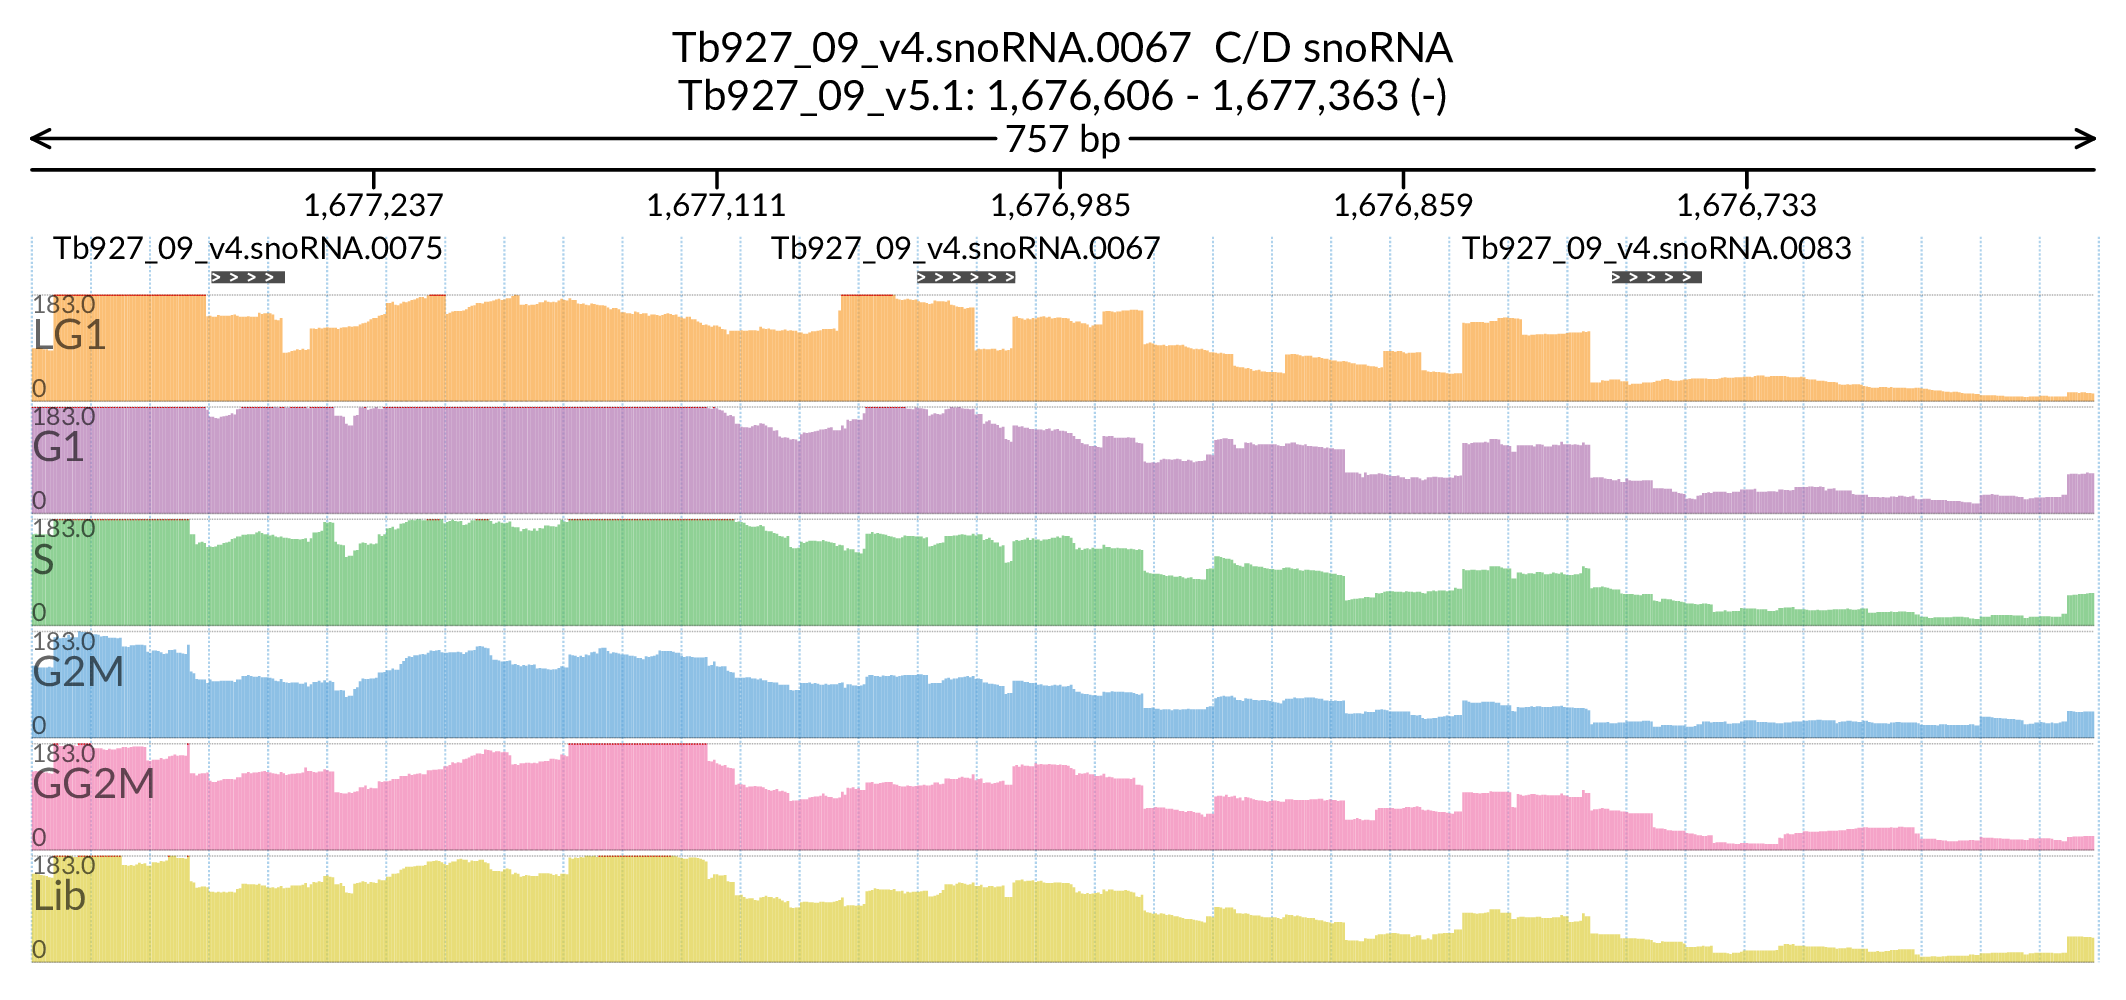 Tb927_09_v4.snoRNA.0067  C/D snoRNA
Tb927_09_v5.1: 1,676,606 - 1,677,363 (-)
757 bp
1,677,237 1,677,111 1,676,985 1,676,859 1,676,733
Tb927_09_v4.snoRNA.0075 Tb927_09_v4.snoRNA.0067 Tb927_09_v4.snoRNA.0083
183.0
LG1
0
183.0
G1
0
183.0
S
0
183.0
G2M
0
183.0
GG2M
0
183.0
Lib
0